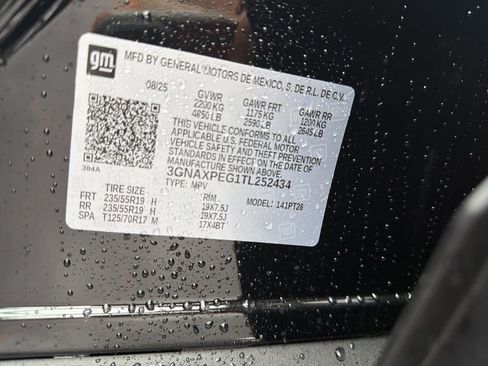 gm
MFD BY GENERAL MOTORS DE MEXICO, S. DE R.L. DE C.V.
08/25 GVWR GAWR FRT GAWR RR
2200 KG 1175 KG 1200 KG
4850 LB 2590 LB 2645 LB
THIS VEHICLE CONFORMS TO ALL
APPLICABLE U.S. FEDERAL MOTOR
VEHICLE SAFETY AND THEFT
PREVENTION STANDARDS IN EFFECT
ON THE DATE OF MANUFACTURE
SHOWN ABOVE.
384A
3GNAXPEG1TL252434
TYPE: MPV MODEL: 1PT26
TIRE SIZE RIM
FRT 235/55R19 H 19X7.5J
RR 235/55R19 H 19X7.5J
SPA T125/70R17 M 17X4BT